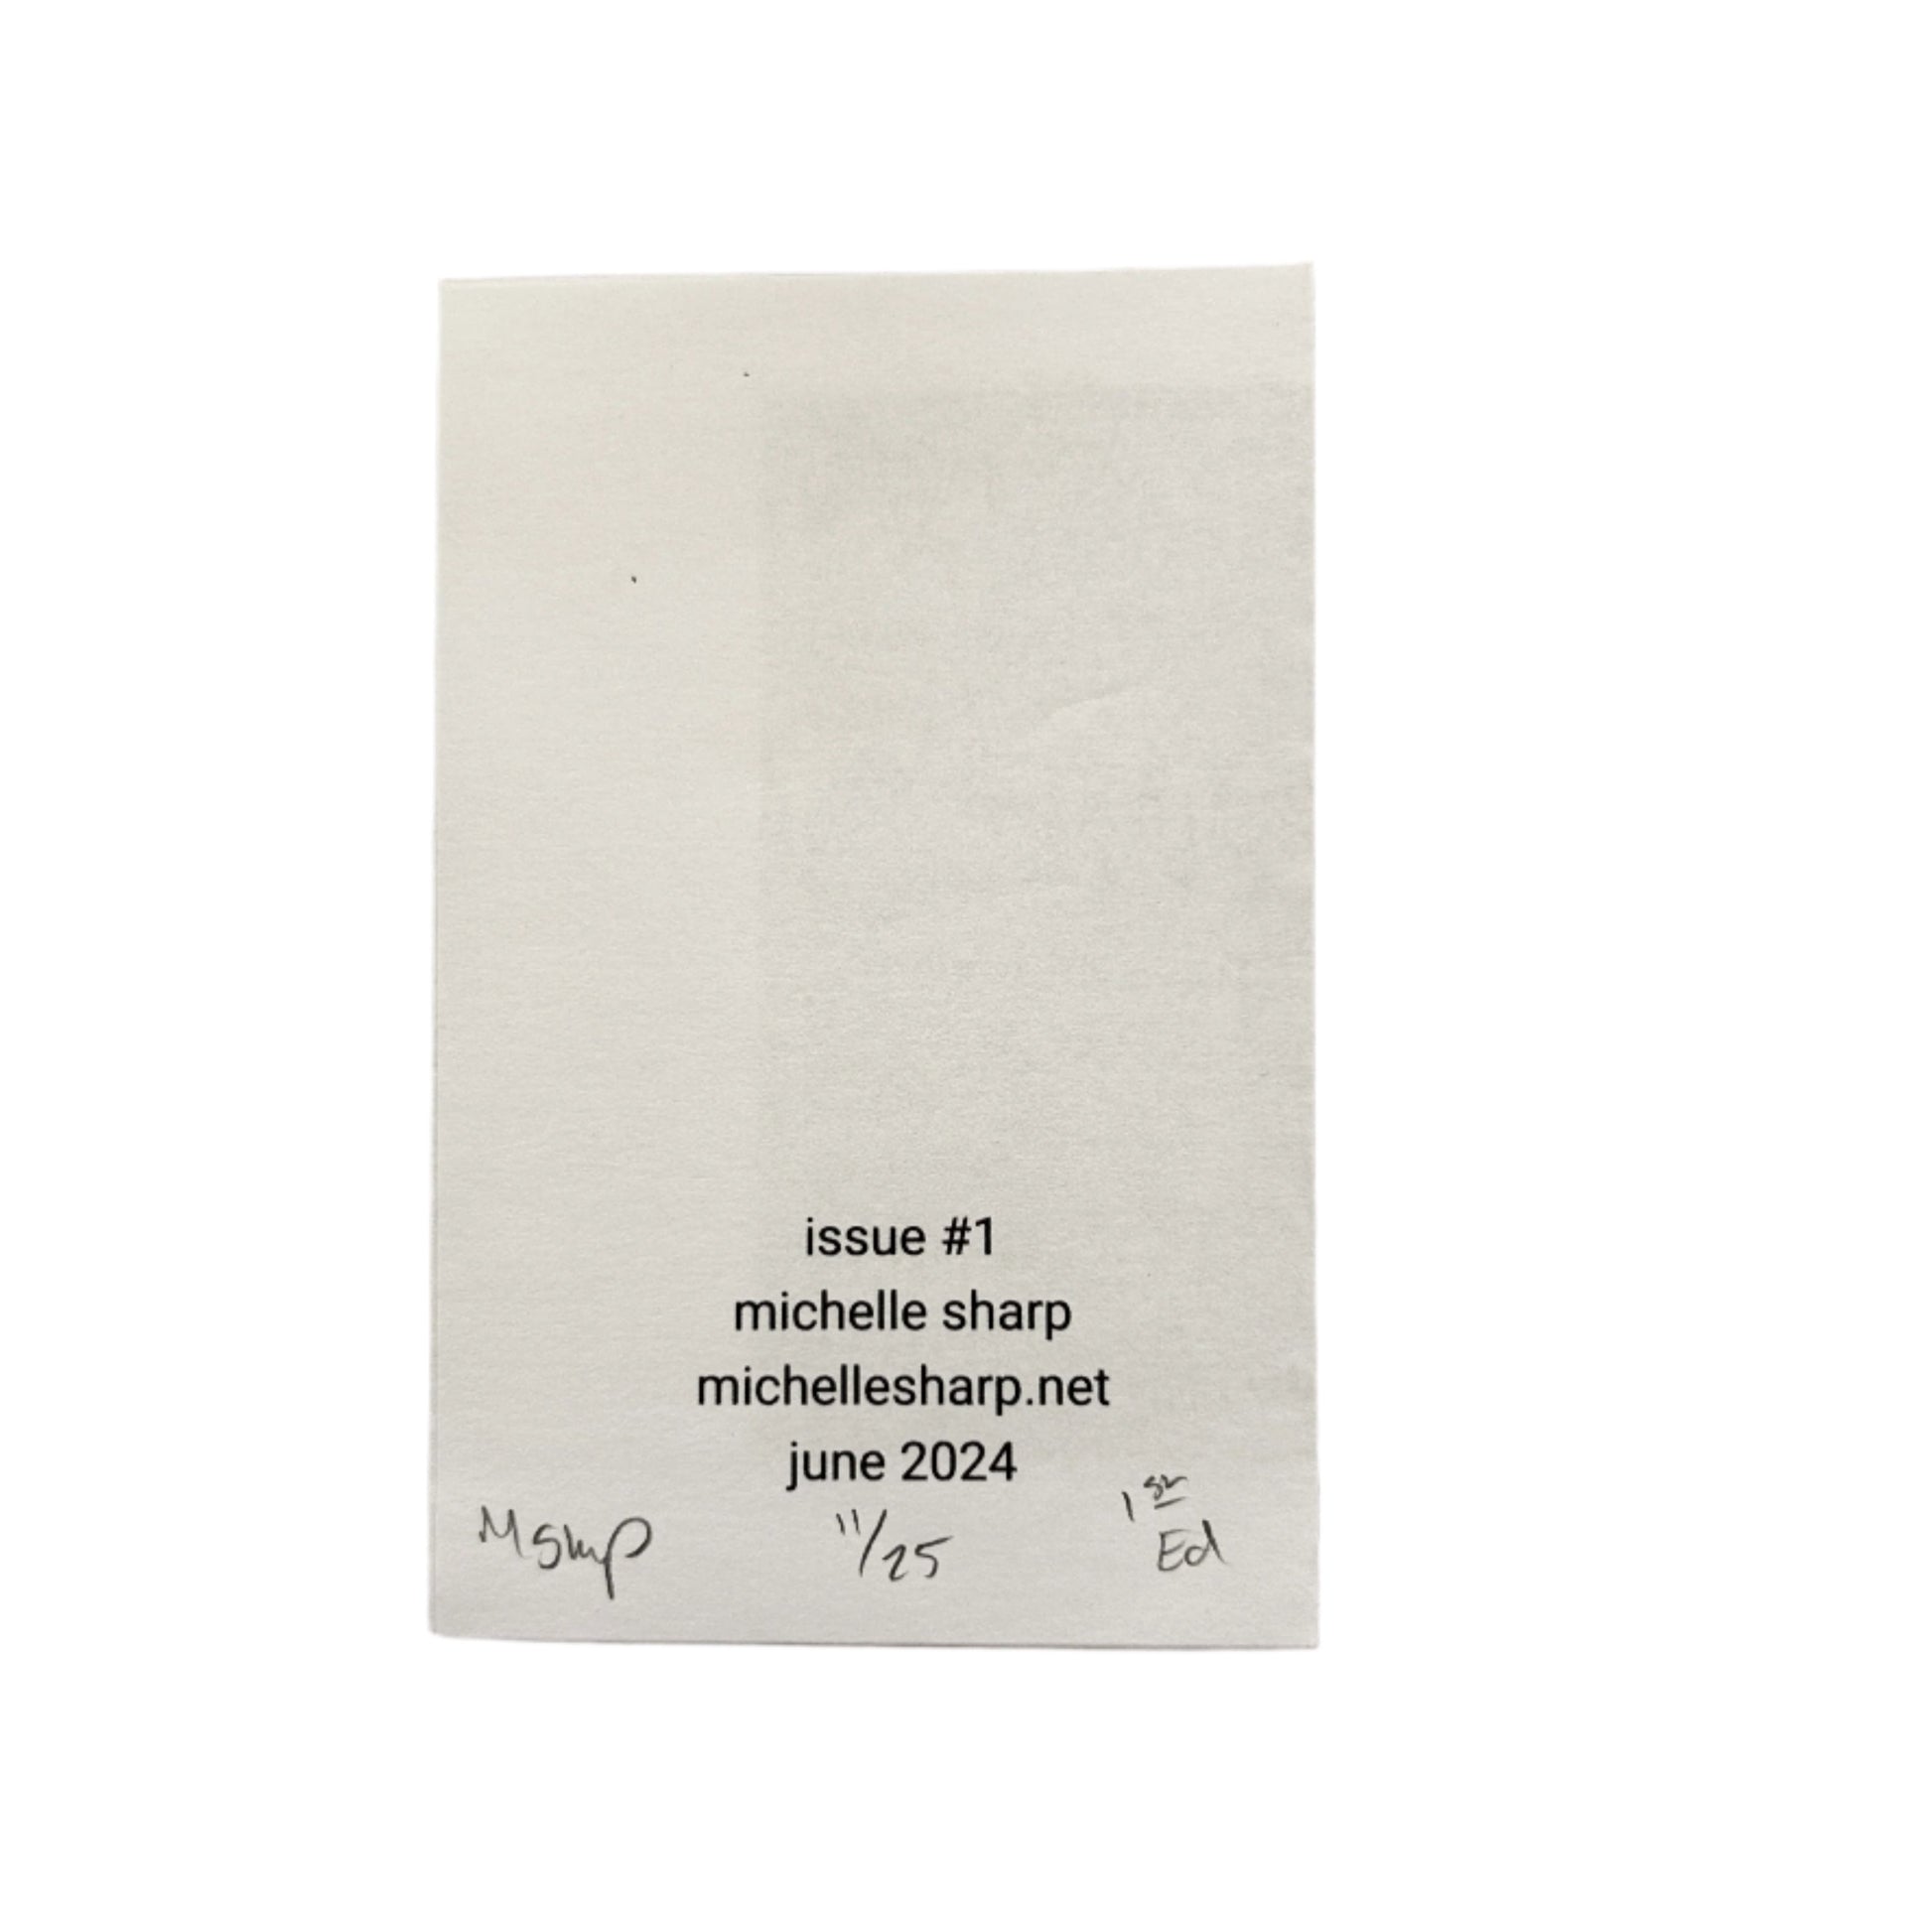 issue #1
michelle sharp
michellesharp.net
june 2024
1st
MSharp 11/25 Ed